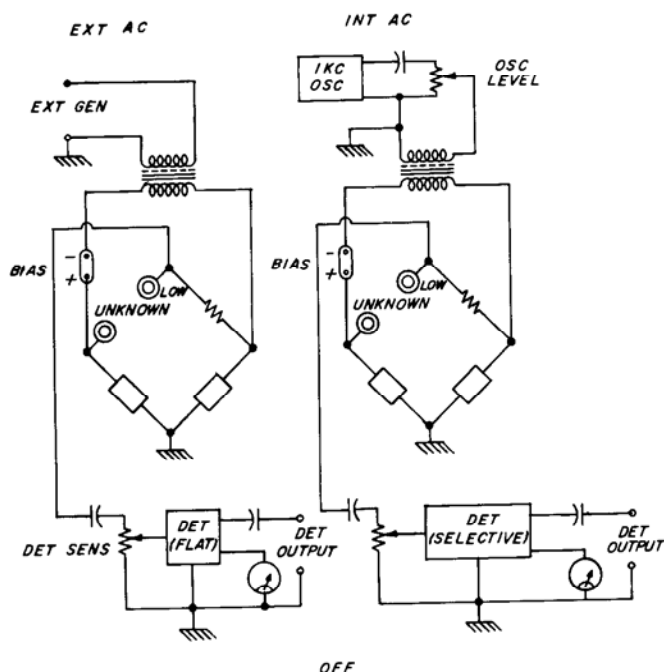 EXT AC
EXT GEN
-
+
BIAS
LOW
UNKNOWN
DET SENS
DET
(FLAT)
DET
OUTPUT
INT AC
1KC
OSC
OSC
LEVEL
-
+
BIAS
LOW
UNKNOWN
DET
(SELECTIVE)
DET
OUTPUT
OFF